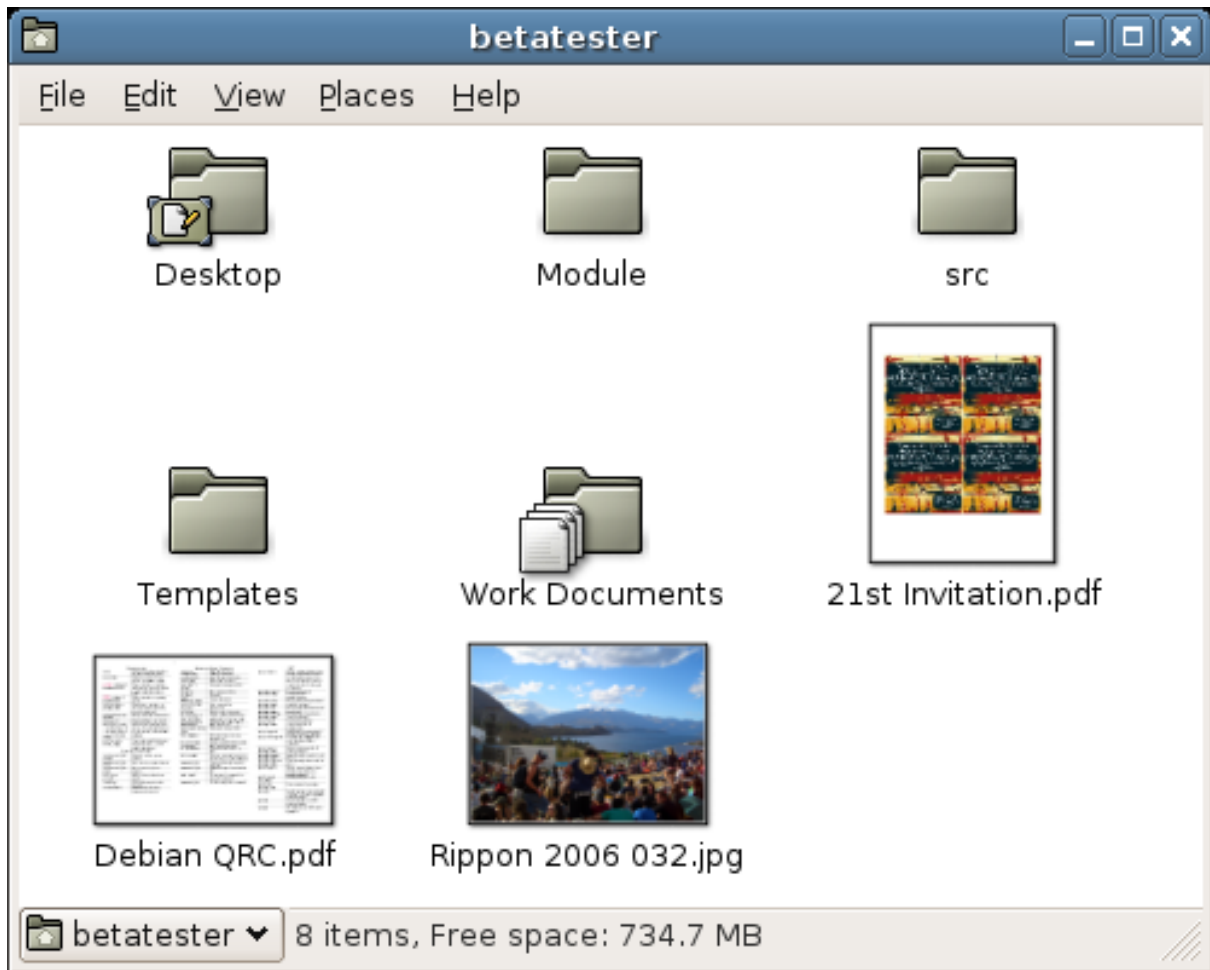 betatester
File Edit View Places Help
Desktop Module src
Templates Work Documents 21st Invitation.pdf
Debian QRC.pdf Rippon 2006 032.jpg
betatester 8 items, Free space: 734.7 MB